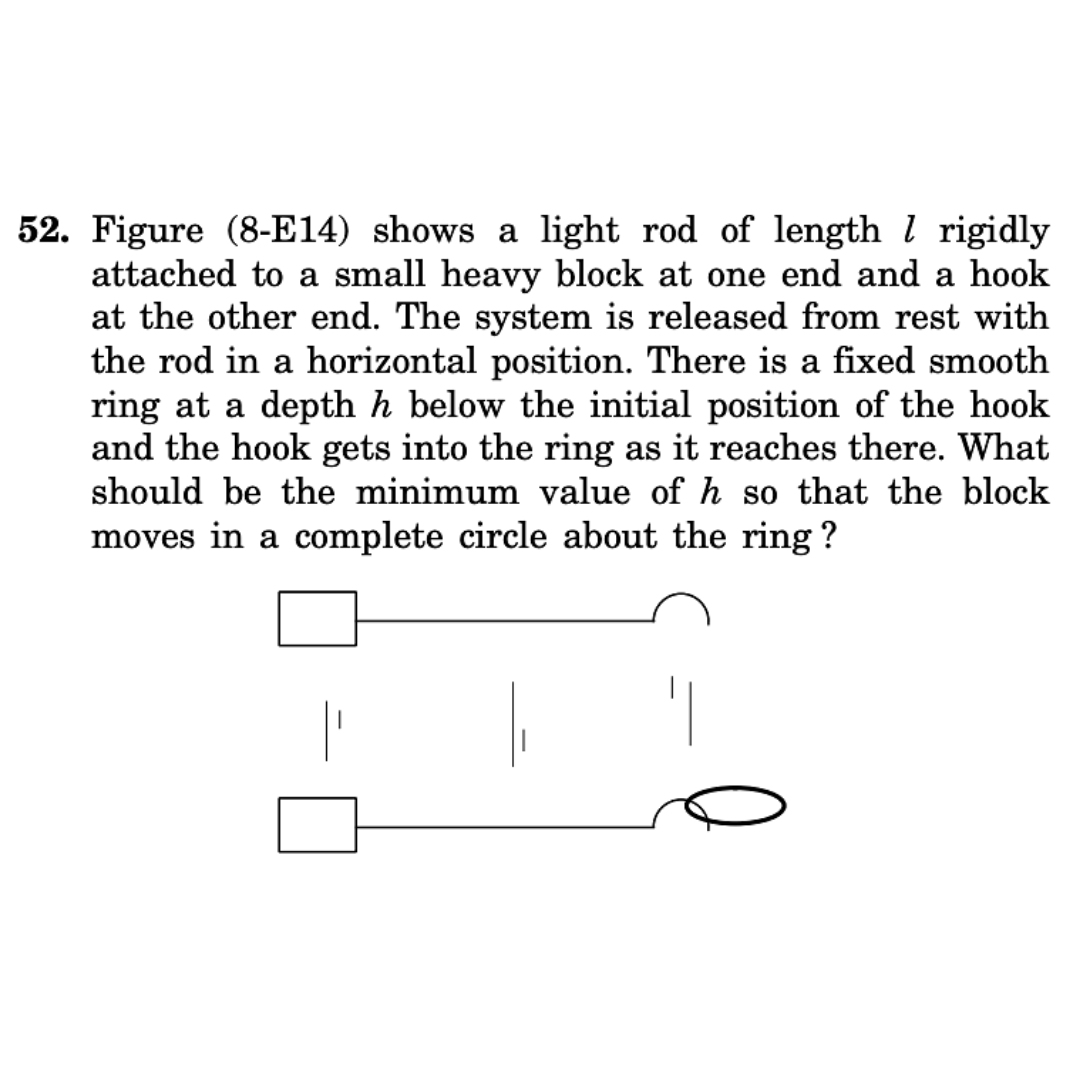 52. Figure (8-E14) shows a light rod of length l rigidly
attached to a small heavy block at one end and a hook
at the other end. The system is released from rest with
the rod in a horizontal position. There is a fixed smooth
ring at a depth h below the initial position of the hook
and the hook gets into the ring as it reaches there. What
should be the minimum value of h so that the block
moves in a complete circle about the ring ?